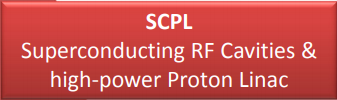 SCPL
Superconducting RF Cavities &
high-power Proton Linac